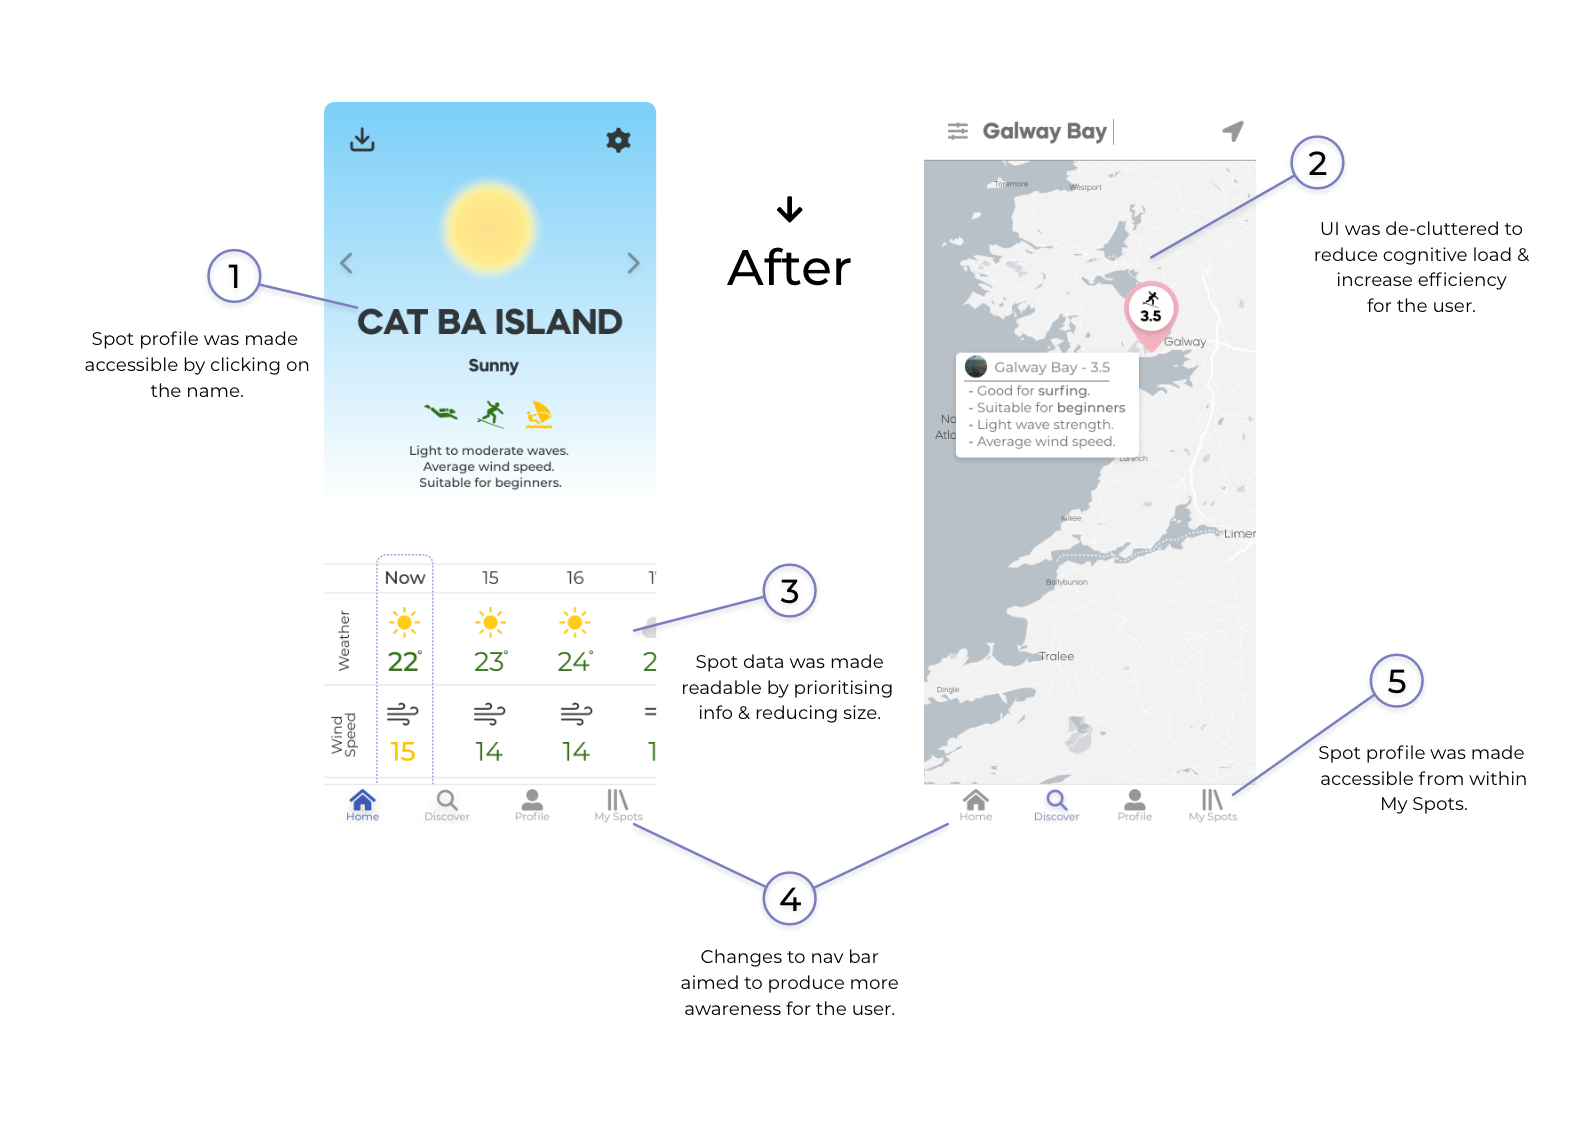 After
1
Spot profile was made
accessible by clicking on
the name.
CAT BA ISLAND
Sunny
Light to moderate waves.
Average wind speed.
Suitable for beginners.
Now 15 16
Weather
22° 23° 24° 2
Wind
Speed
15 14 14 1
Home Discover Profile My Spots
Galway Bay
Toremore
Westport
3.5
Galway
Galway Bay - 3.5
- Good for surfing.
- Suitable for beginners
- Light wave strength.
- Average wind speed.
No
Atlo
Kilkee
Limer
Ballybunion
Tralee
Dingle
Home Discover Profile My Spots
2
UI was de-cluttered to
reduce cognitive load &
increase efficiency
for the user.
3
Spot data was made
readable by prioritising
info & reducing size.
4
Changes to nav bar
aimed to produce more
awareness for the user.
5
Spot profile was made
accessible from within
My Spots.